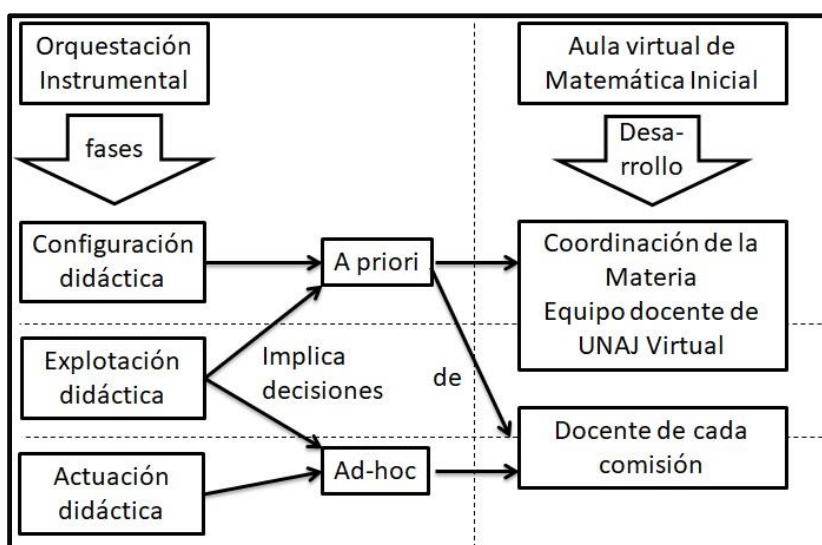 Orquestación
Instrumental
fases
Configuración
didáctica
Explotación
didáctica
Actuación
didáctica
A priori
Implica
decisiones de
Ad-hoc
Aula virtual de
Matemática Inicial
Desa-
rrollo
Coordinación de la
Materia
Equipo docente de
UNAJ Virtual
Docente de cada
comisión